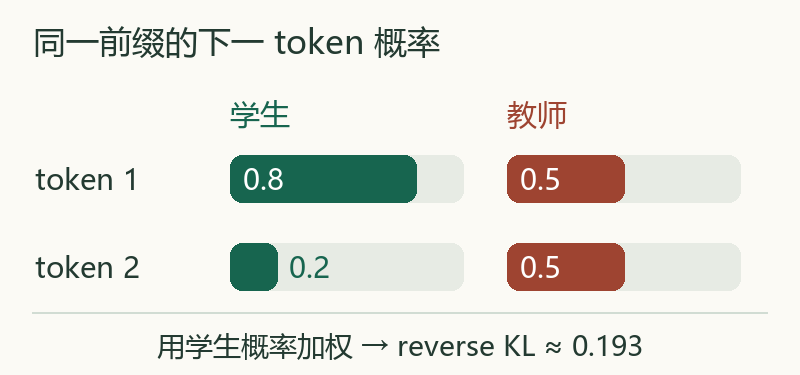 同一前缀的下一 token 概率
学生 教师
token 1 0.8 0.5
token 2 0.2 0.5
用学生概率加权 → reverse KL ≈ 0.193